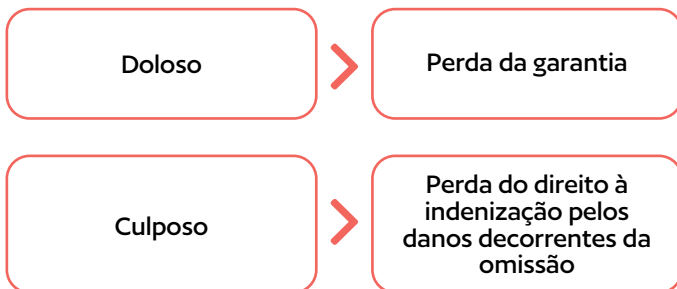 Doloso
Perda da garantia
Culposo
Perda do direito à
indenização pelos
danos decorrentes da
omissão